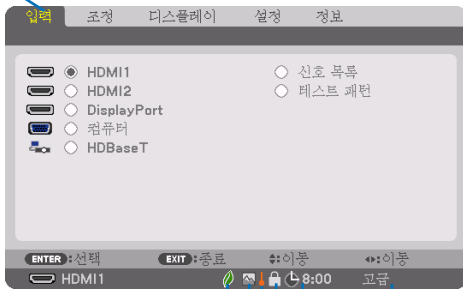 입력 조정 디스플레이 설정 정보
HDMI1 신호 목록
HDMI2 테스트 패턴
DisplayPort
컴퓨터
HDBaseT
ENTER:선택 EXIT:종료 :이동 :이동
HDMI1 8:00 고급